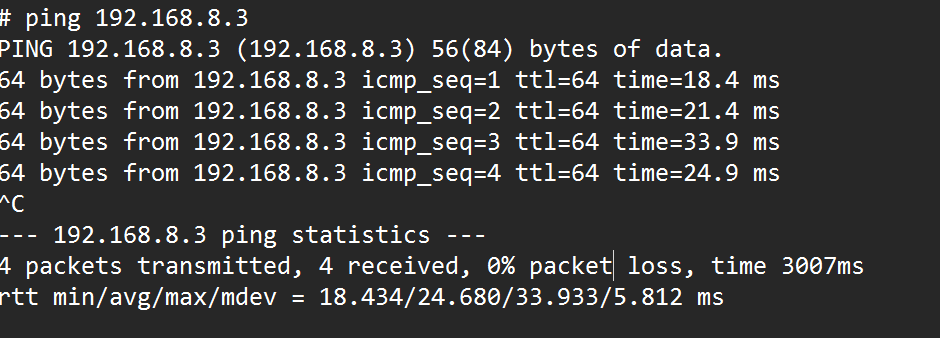 # ping 192.168.8.3
PING 192.168.8.3 (192.168.8.3) 56(84) bytes of data.
64 bytes from 192.168.8.3 icmp_seq=1 ttl=64 time=18.4 ms
64 bytes from 192.168.8.3 icmp_seq=2 ttl=64 time=21.4 ms
64 bytes from 192.168.8.3 icmp_seq=3 ttl=64 time=33.9 ms
64 bytes from 192.168.8.3 icmp_seq=4 ttl=64 time=24.9 ms
^C
--- 192.168.8.3 ping statistics ---
4 packets transmitted, 4 received, 0% packet loss, time 3007ms
rtt min/avg/max/mdev = 18.434/24.680/33.933/5.812 ms